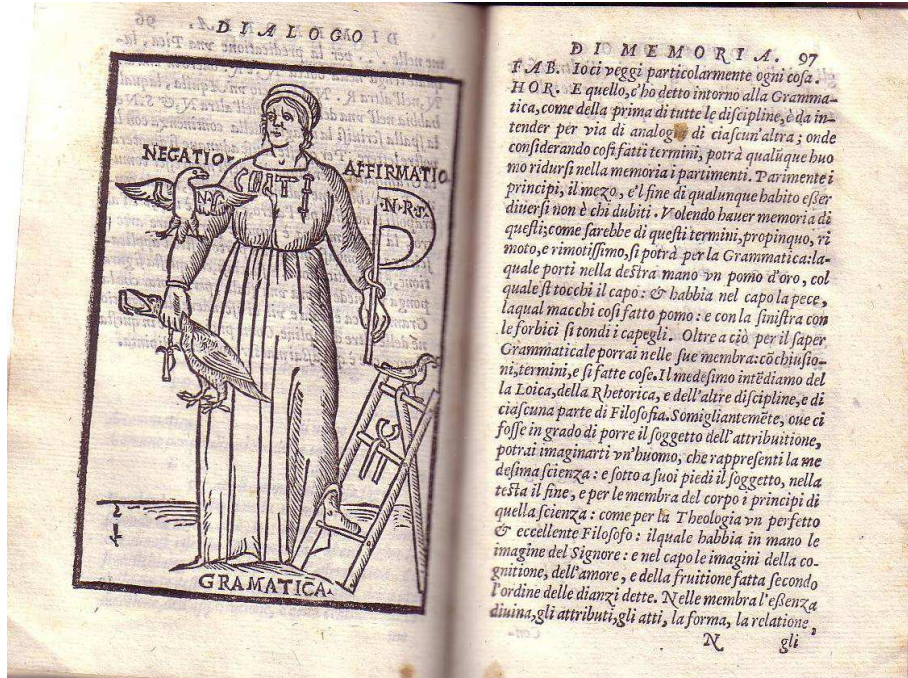 DIALOGO
NEGATIO
AFFIRMATIO
N.R.T.
GRAMATICA.
DI MEMORIA. 97
FAB. Io ci veggi particolarmente ogni cosa.
HOR. E quello, c'ho detto intorno alla Gramma-
tica, come della prima di tutte le discipline, è da in-
tender per via di analogia di ciascun'altra; onde
considerando cosi fatti termini, potrà qualũque huo
mo ridursi nella memoria i partimenti. Parimente i
principi, il mezo, e'l fine di qualunque habito esser
diuersi non è chi dubiti. Volendo hauer memoria di
questi; come sarebbe di questi termini, propinquo, ri
moto, e rimotissimo, si potrà per la Grammatica: la-
quale porti nella destra mano vn pomo d'oro, col
quale si tocchi il capo: & habbia nel capo la pece,
laqual macchi cosi fatto pomo: e con la sinistra con
le forbici si tondi i capegli. Oltre a ciò per il saper
Grammaticale porrai nelle sue membra: cõchiusio-
ni, termini, e si fatte cose. Il medesimo intẽdiamo del
la Loica, della Rhetorica, e dell'altre discipline, e di
ciascuna parte di Filosofia. Somigliantemẽte, oue ci
fosse in grado di porre il soggetto dell'attribuitione,
potrai imaginarti vn'huomo, che rappresenti la me
desima scienza: e sotto a suoi piedi il soggetto, nella
testa il fine, e per le membra del corpo i principi di
quella scienza: come per la Theologia vn perfetto
& eccellente Filosofo: ilquale habbia in mano le
imagine del Signore: e nel capo le imagini della co-
gnitione, dell'amore, e della fruitione fatta secondo
l'ordine delle dianzi dette. Nelle membra l'essenza
diuina, gli attributi, gli atti, la forma, la relatione,
N gli